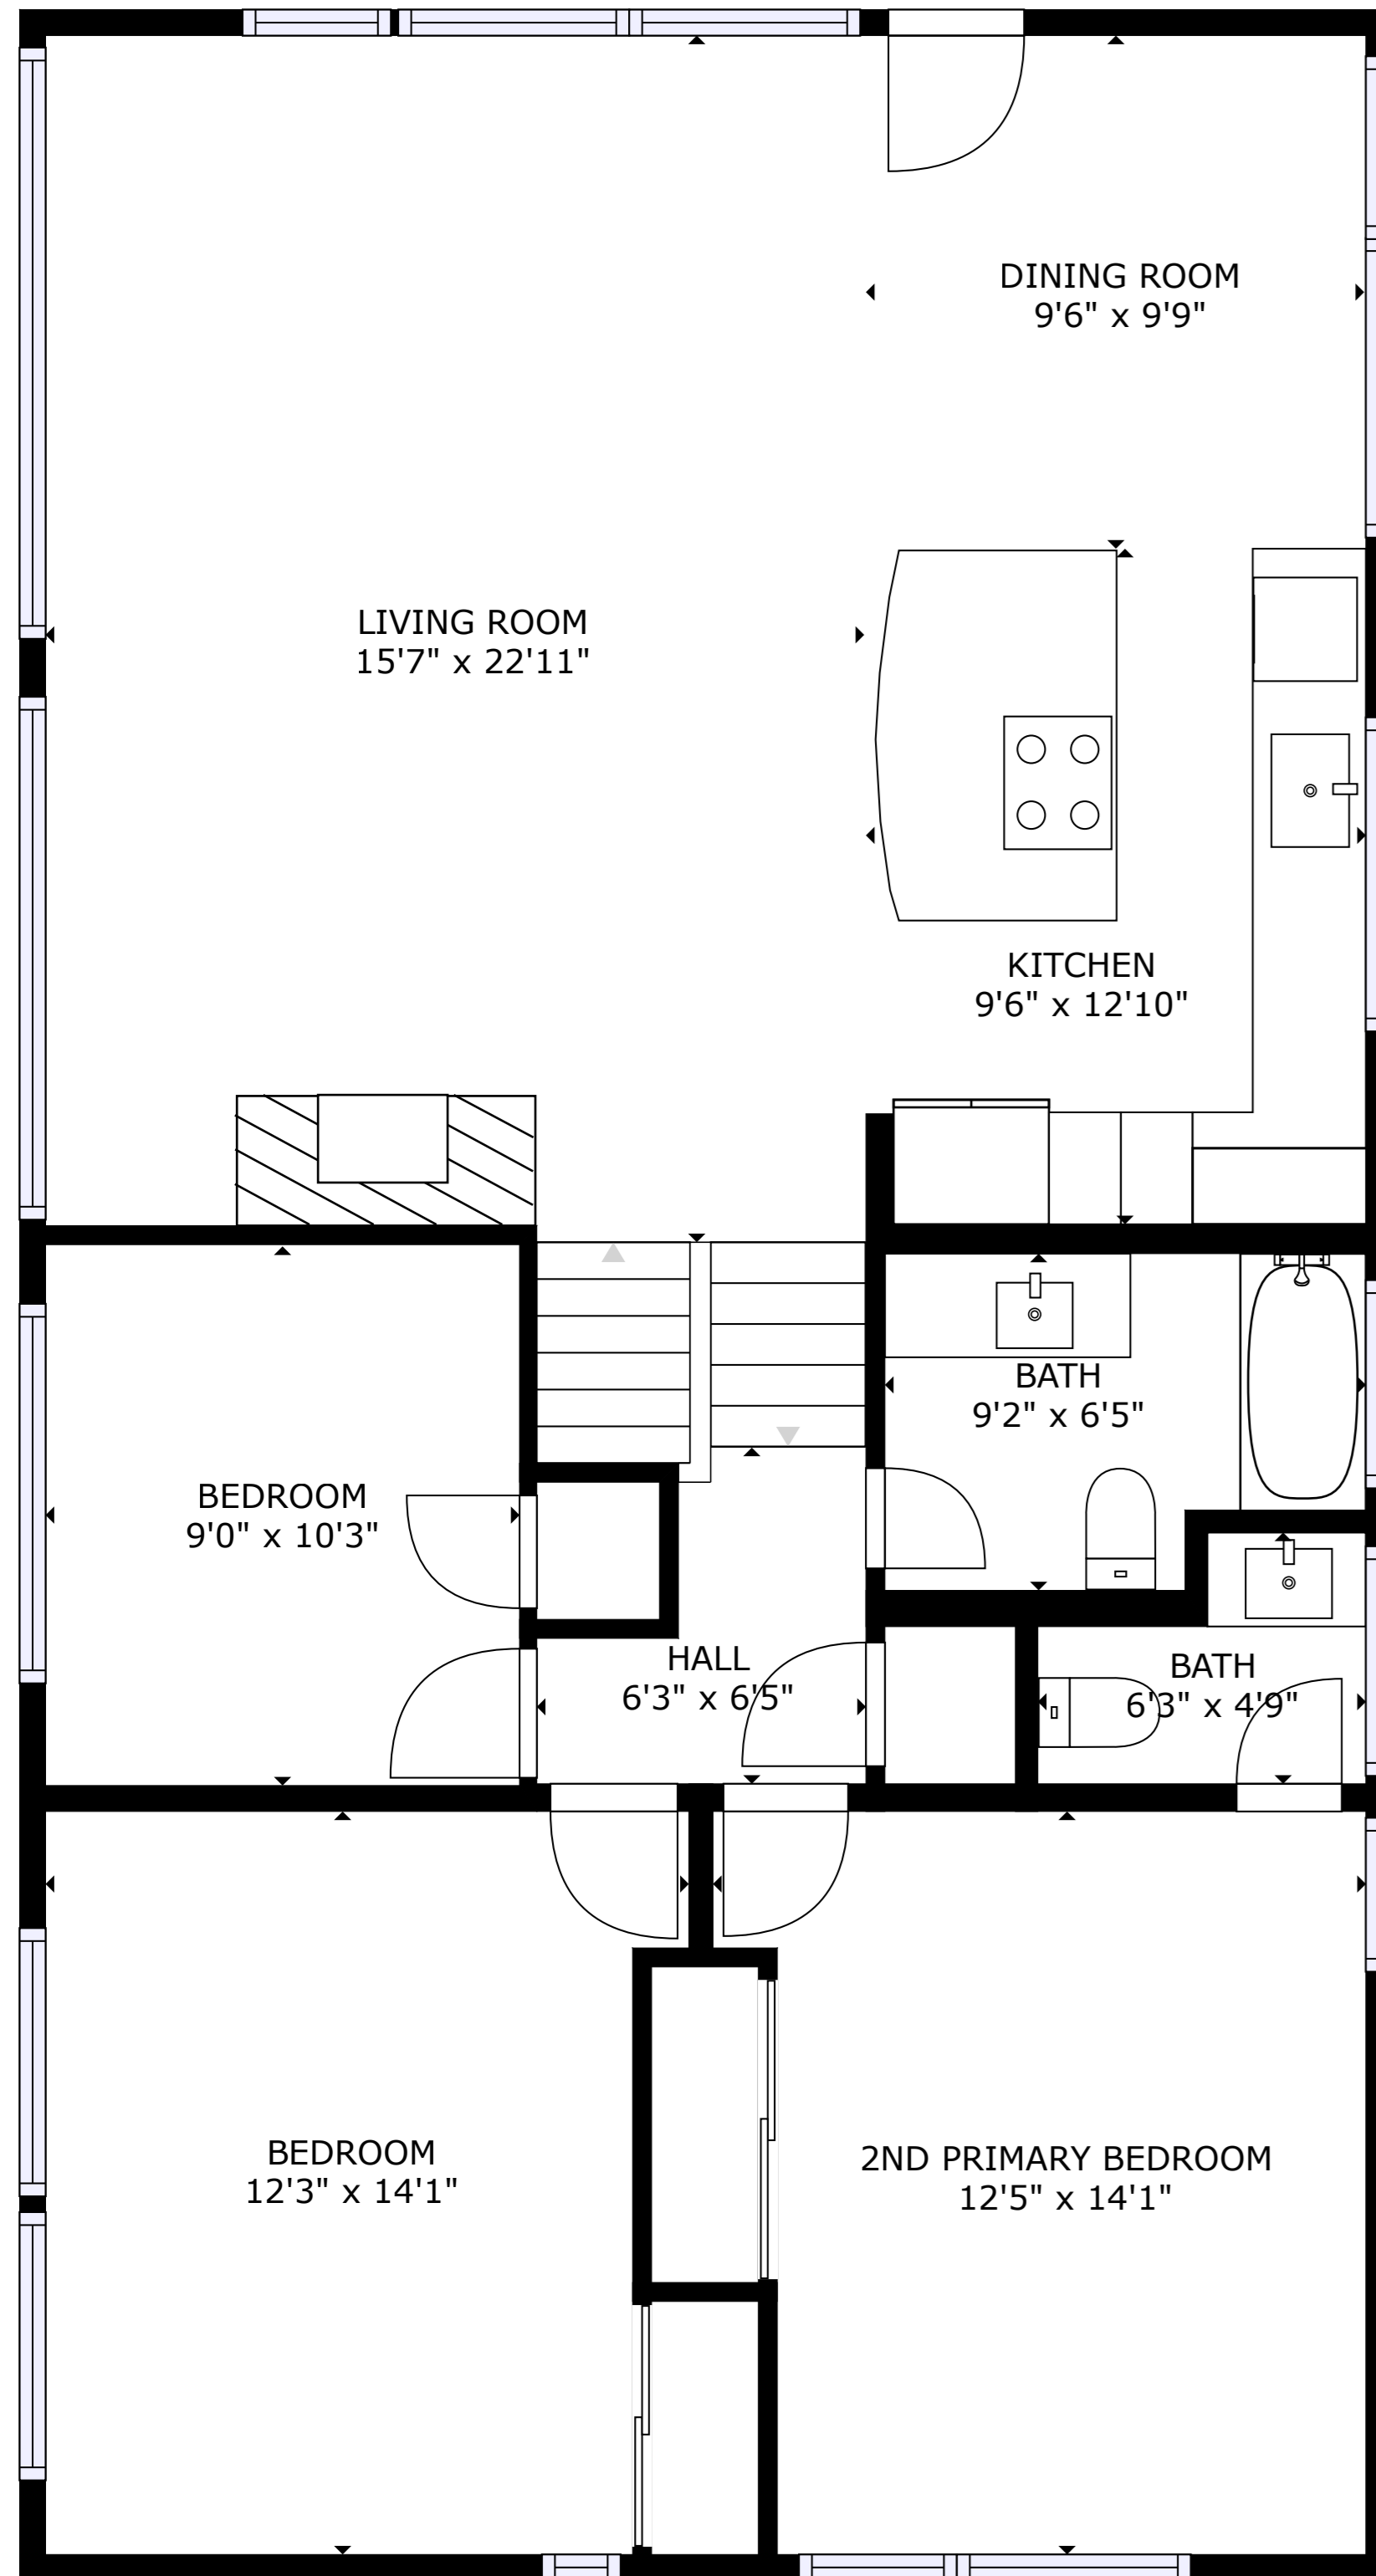 DINING ROOM
9'6" x 9'9"
LIVING ROOM
15'7" x 22'11"
KITCHEN
9'6" x 12'10"
BATH
9'2" x 6'5"
BEDROOM
9'0" x 10'3"
HALL
6'3" x 6'5"
BATH
6'3" x 4'9"
BEDROOM
12'3" x 14'1"
2ND PRIMARY BEDROOM
12'5" x 14'1"